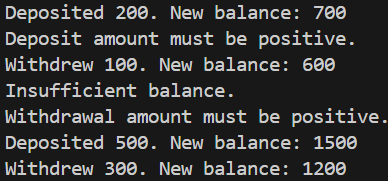 Deposited 200. New balance: 700
Deposit amount must be positive.
Withdrew 100. New balance: 600
Insufficient balance.
Withdrawal amount must be positive.
Deposited 500. New balance: 1500
Withdrew 300. New balance: 1200